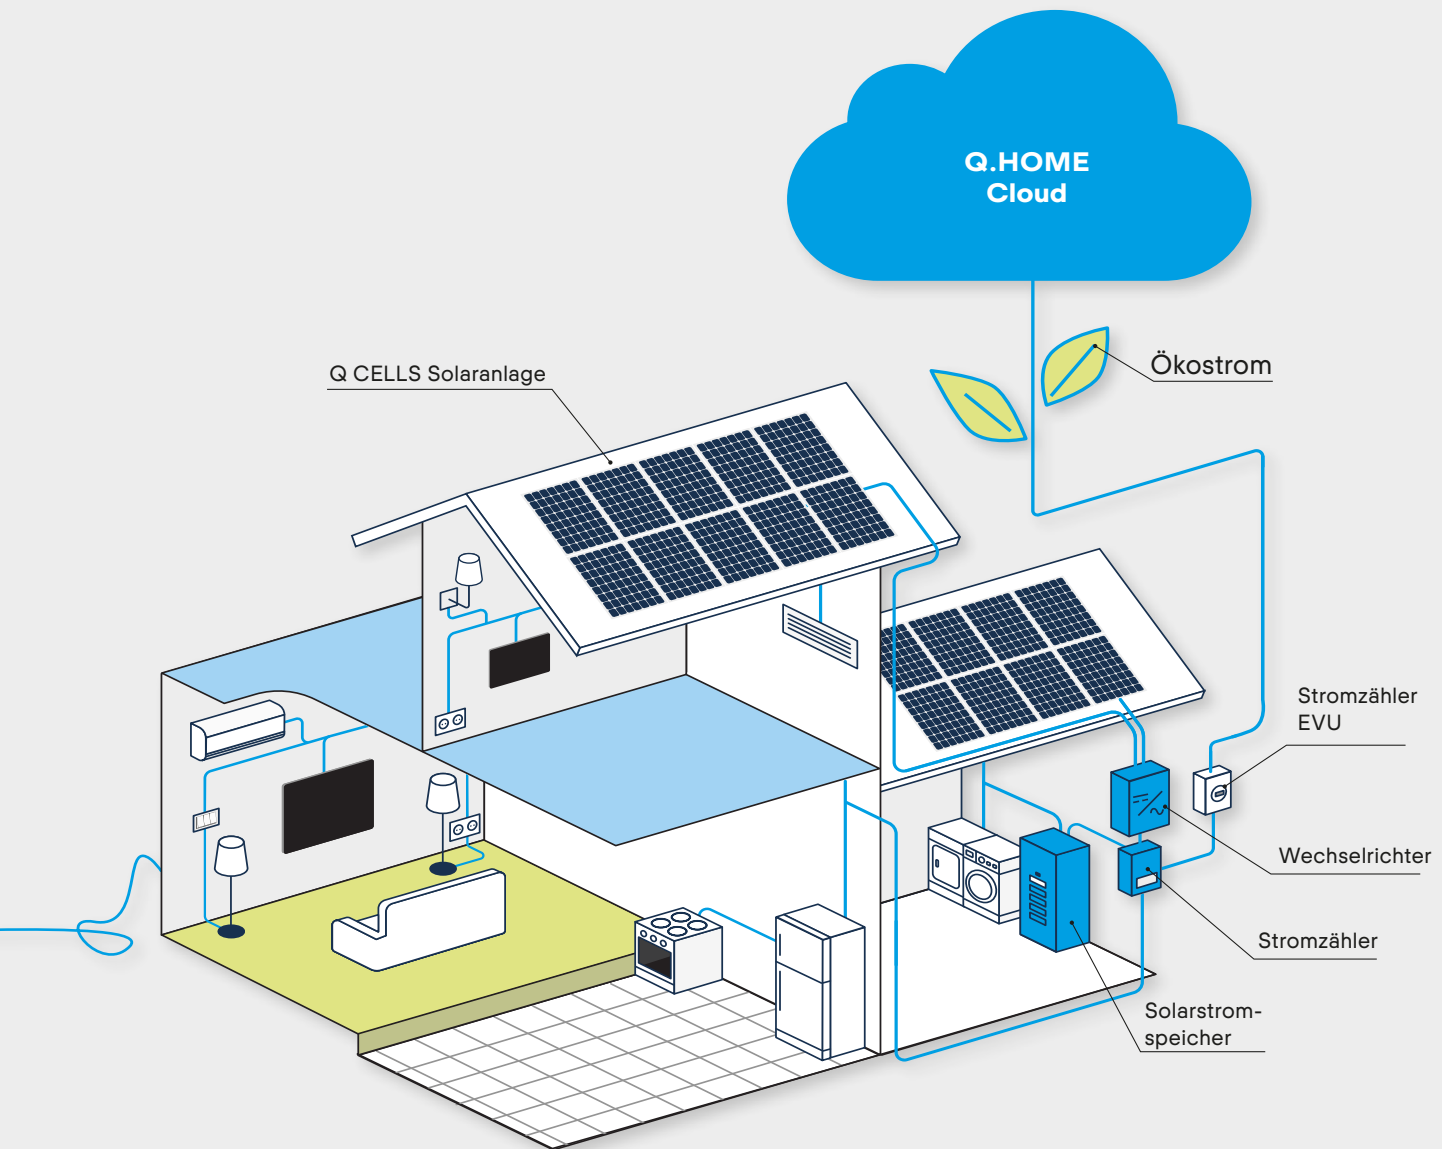 Q.HOME
Cloud
Ökostrom
Q CELLS Solaranlage
Stromzähler
EVU
Wechselrichter
Stromzähler
Solarstrom-
speicher